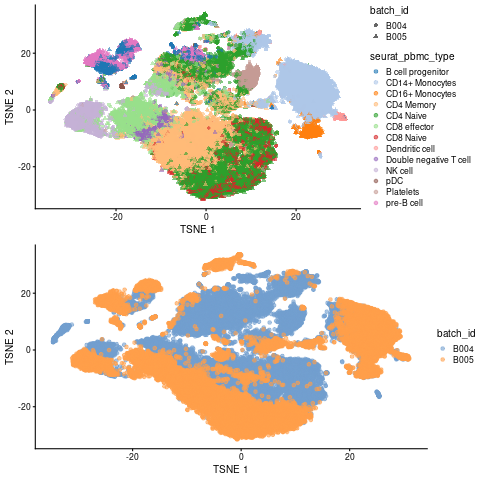 batch_id
B004
B005
seurat_pbmc_type
B cell progenitor
CD14+ Monocytes
CD16+ Monocytes
CD4 Memory
CD4 Naive
CD8 effector
CD8 Naive
Dendritic cell
Double negative T cell
NK cell
pDC
Platelets
pre-B cell
TSNE 2
20
0
-20
-20
0
20
TSNE 1
TSNE 2
20
0
-20
-20
0
20
TSNE 1
batch_id
B004
B005